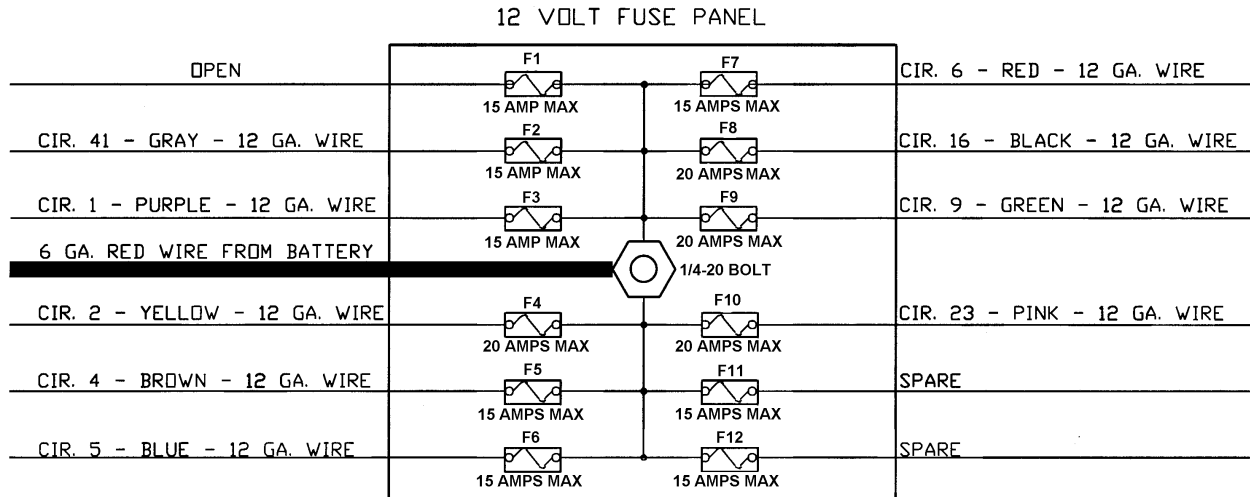 12 VOLT FUSE PANEL
OPEN
F1
15 AMP MAX
F7
15 AMPS MAX
CIR. 6 - RED - 12 GA. WIRE
CIR. 41 - GRAY - 12 GA. WIRE
F2
15 AMP MAX
F8
20 AMPS MAX
CIR. 16 - BLACK - 12 GA. WIRE
CIR. 1 - PURPLE - 12 GA. WIRE
F3
15 AMP MAX
F9
20 AMPS MAX
CIR. 9 - GREEN - 12 GA. WIRE
6 GA. RED WIRE FROM BATTERY
1/4-20 BOLT
CIR. 2 - YELLOW - 12 GA. WIRE
F4
20 AMPS MAX
F10
20 AMPS MAX
CIR. 23 - PINK - 12 GA. WIRE
CIR. 4 - BROWN - 12 GA. WIRE
F5
15 AMPS MAX
F11
15 AMPS MAX
SPARE
CIR. 5 - BLUE - 12 GA. WIRE
F6
15 AMPS MAX
F12
15 AMPS MAX
SPARE